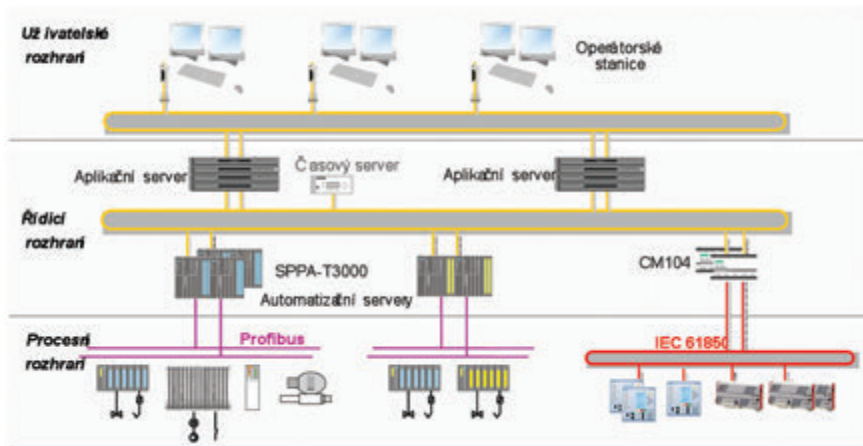 Uživatelské
rozhraní
Operátorské
stanice
Aplikační server
Časový server
Aplikační server
Řídicí
rozhraní
SPPA-T3000
CM104
Automatizační servery
Procesní
rozhraní
Profibus
IEC 61850